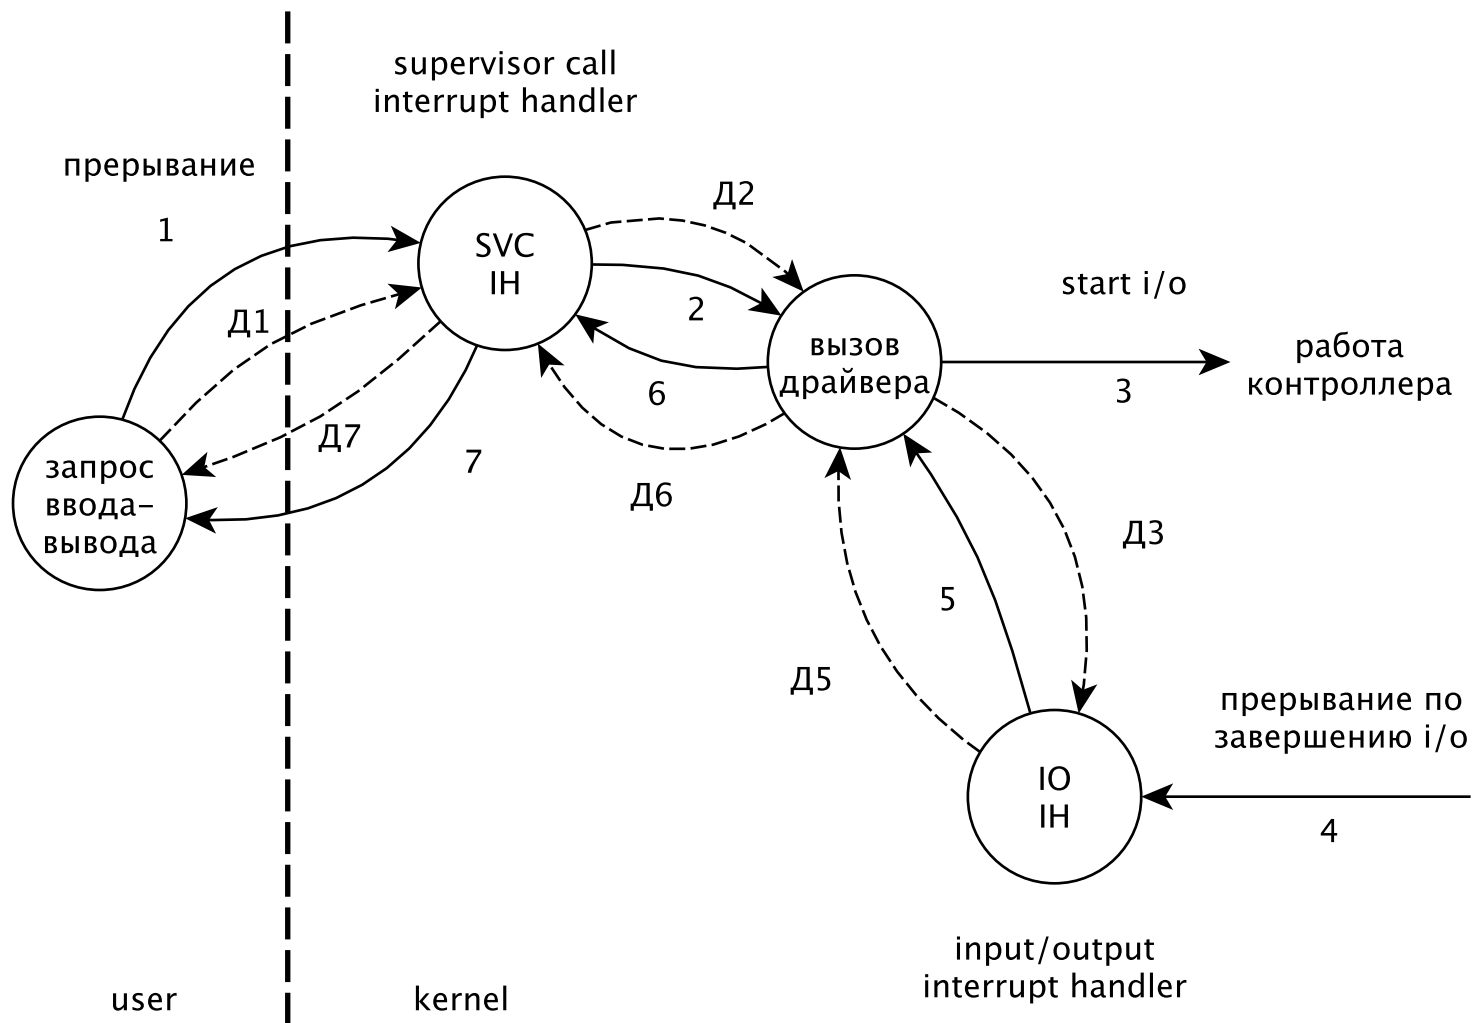 supervisor call
interrupt handler
прерывание
1
Д2
SVC
IH
2
start i/o
Д1
вызов
драйвера
работа
контроллера
3
6
Д7
7
запрос
ввода-
вывода
Д6
Д3
5
Д5
прерывание по
завершению i/o
IO
IH
4
input/output
interrupt handler
user
kernel